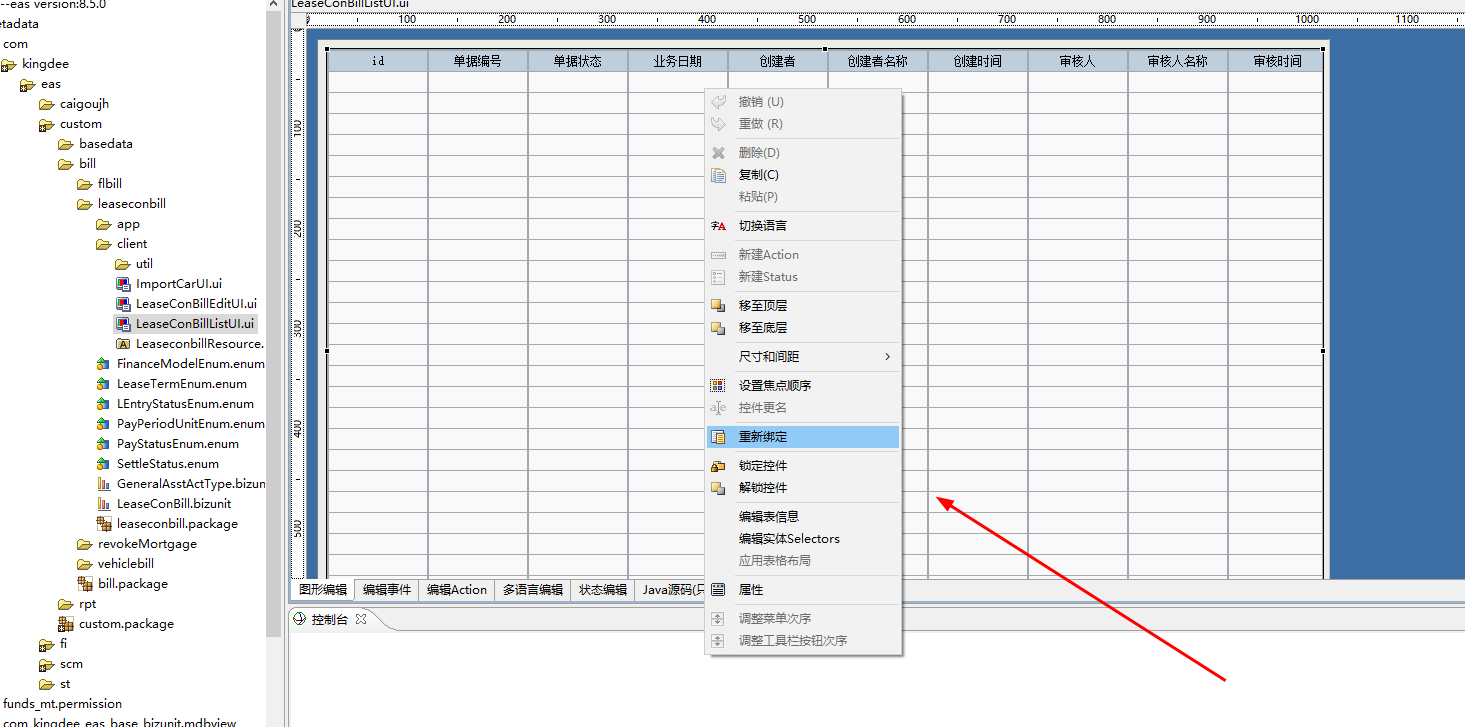 --eas version:8.5.0
etadata
com
kingdee
eas
caigoujh
custom
basedata
bill
flbill
leaseconbill
app
client
util
ImportCarUI.ui
LeaseConBillEditUI.ui
LeaseConBillListUI.ui
LeaseconbillResource.
FinanceModelEnum.enum
LeaseTermEnum.enum
LEntryStatusEnum.enum
PayPeriodUnitEnum.enum
PayStatusEnum.enum
SettleStatus.enum
GeneralAsstActType.bizun
LeaseConBill.bizunit
leaseconbill.package
revokeMortgage
vehiclebill
bill.package
rpt
custom.package
fi
scm
st
funds_mt.permission
com_kingdee_eas_base_bizunit.mdbview
LeaseConBillListUI.ui
0 100 200 300 400 500 600 700 800 900 1000 1100
100
200
300
400
500
id 单据编号 单据状态 业务日期 创建者 创建者名称 创建时间 审核人 审核人名称 审核时间
撤销 (U)
重做 (R)
删除(D)
复制(C)
粘贴(P)
切换语言
新建Action
新建Status
移至顶层
移至底层
尺寸和间距
设置焦点顺序
控件更名
重新绑定
锁定控件
解锁控件
编辑表信息
编辑实体Selectors
应用表格布局
属性
调整菜单次序
调整工具栏按钮次序
图形编辑 编辑事件 编辑Action 多语言编辑 状态编辑 Java源码(只
控制台